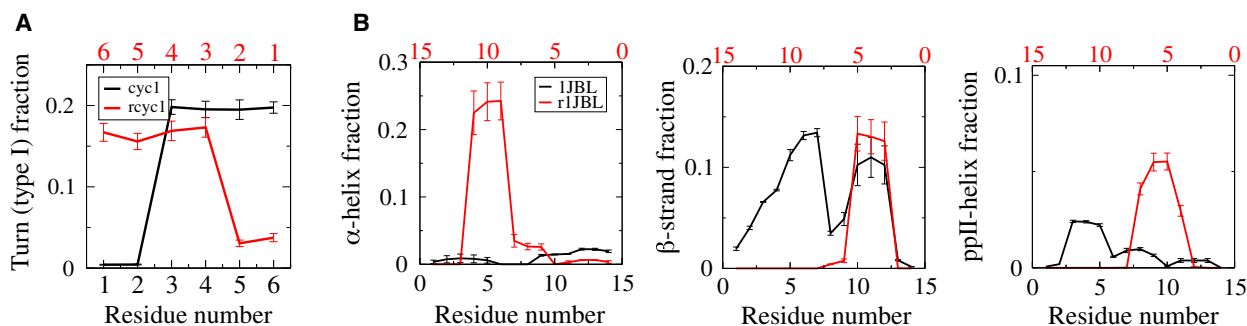 A
6 5 4 3 2 1
Turn (type I) fraction
0.2
0.1
0
cyc1
rcyc1
1 2 3 4 5 6
Residue number
B
15 10 5 0
α-helix fraction
0.3
0.2
0.1
0
1JBL
r1JBL
0 5 10 15
Residue number
15 10 5 0
β-strand fraction
0.2
0.1
0
0 5 10 15
Residue number
15 10 5 0
ppII-helix fraction
0.1
0
0 5 10 15
Residue number